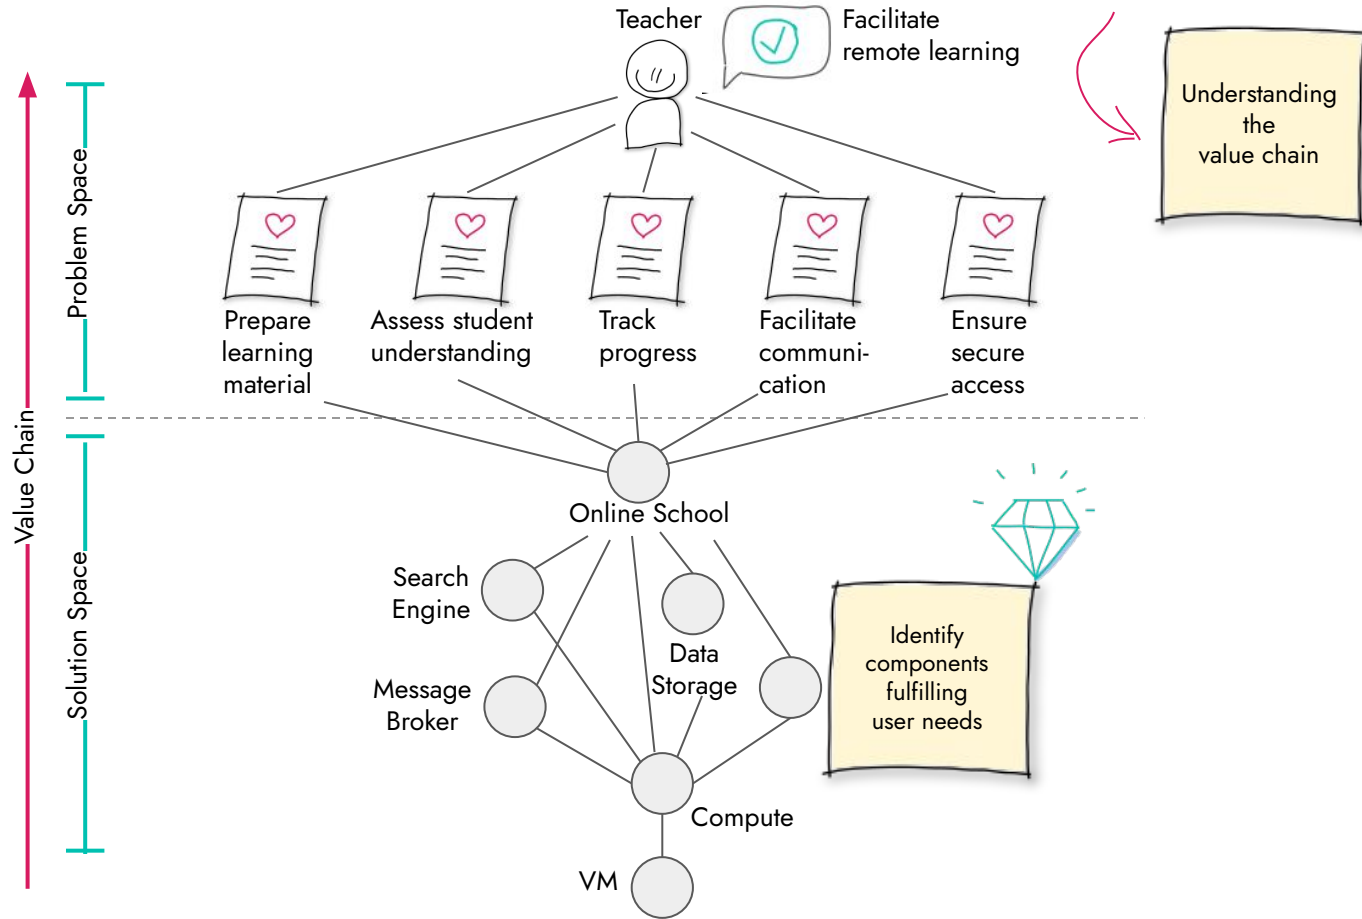 Teacher
Facilitate
remote learning
Understanding
the
value chain
Problem Space
Prepare
learning
material
Assess student
understanding
Track
progress
Facilitate
communi-
cation
Ensure
secure
access
Value Chain
Solution Space
Online School
Search
Engine
Data
Storage
Message
Broker
Identify
components
fulfilling
user needs
Compute
VM